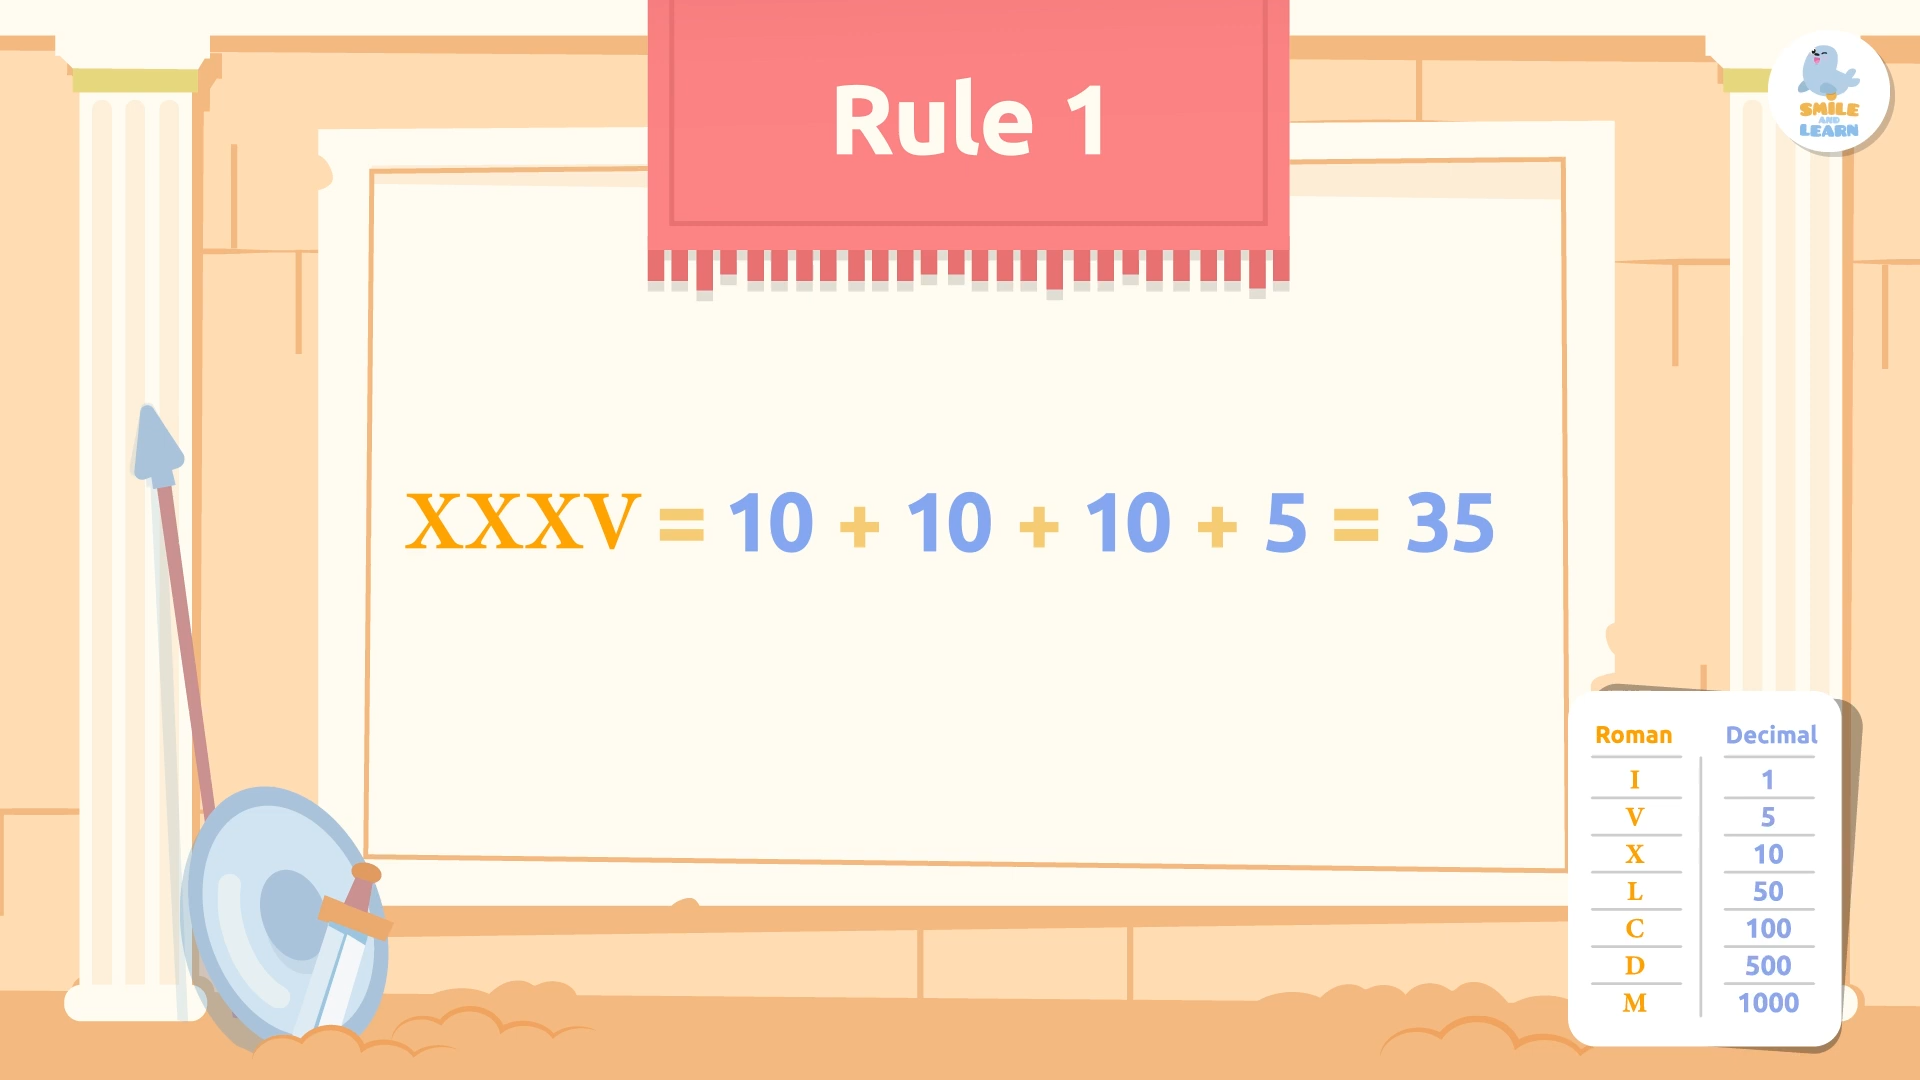 Rule 1
SMILE
AND
LEARN
XXXV = 10 + 10 + 10 + 5 = 35
Roman Decimal
I 1
V 5
X 10
L 50
C 100
D 500
M 1000